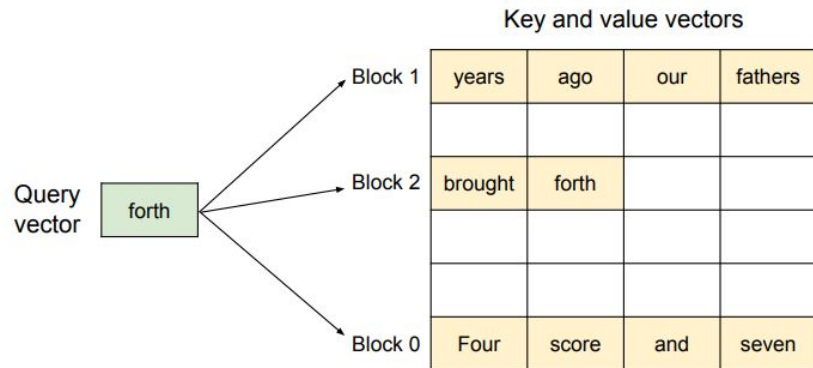 Key and value vectors
Block 1 years ago our fathers
Query
vector
forth
Block 2 brought forth
Block 0 Four score and seven